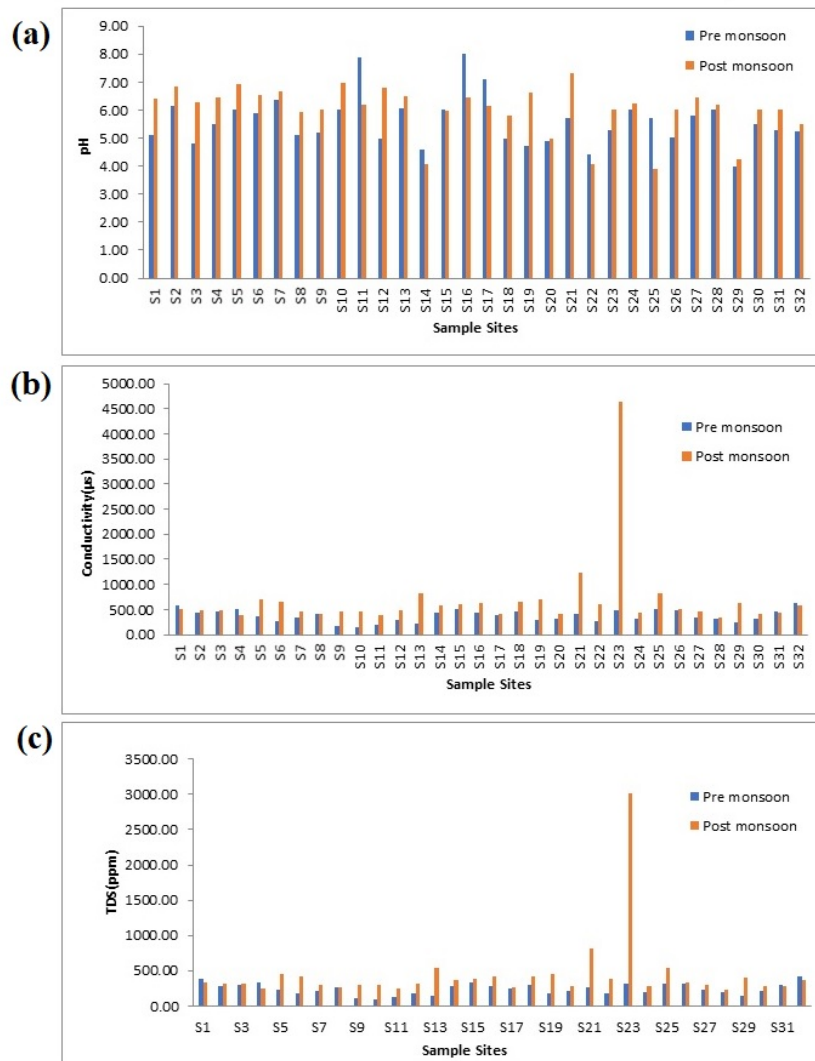 (a)
9.00
8.00
7.00
6.00
5.00
4.00
3.00
2.00
1.00
0.00
pH
Pre monsoon
Post monsoon
S1 S2 S3 S4 S5 S6 S7 S8 S9 S10 S11 S12 S13 S14 S15 S16 S17 S18 S19 S20 S21 S22 S23 S24 S25 S26 S27 S28 S29 S30 S31 S32
Sample Sites
(b)
5000.00
4500.00
4000.00
3500.00
3000.00
2500.00
2000.00
1500.00
1000.00
500.00
0.00
Conductivity(µs)
Pre monsoon
Post monsoon
S1 S2 S3 S4 S5 S6 S7 S8 S9 S10 S11 S12 S13 S14 S15 S16 S17 S18 S19 S20 S21 S22 S23 S24 S25 S26 S27 S28 S29 S30 S31 S32
Sample Sites
(c)
3500.00
3000.00
2500.00
2000.00
1500.00
1000.00
500.00
0.00
TDS(ppm)
Pre monsoon
Post monsoon
S1 S3 S5 S7 S9 S11 S13 S15 S17 S19 S21 S23 S25 S27 S29 S31
Sample Sites